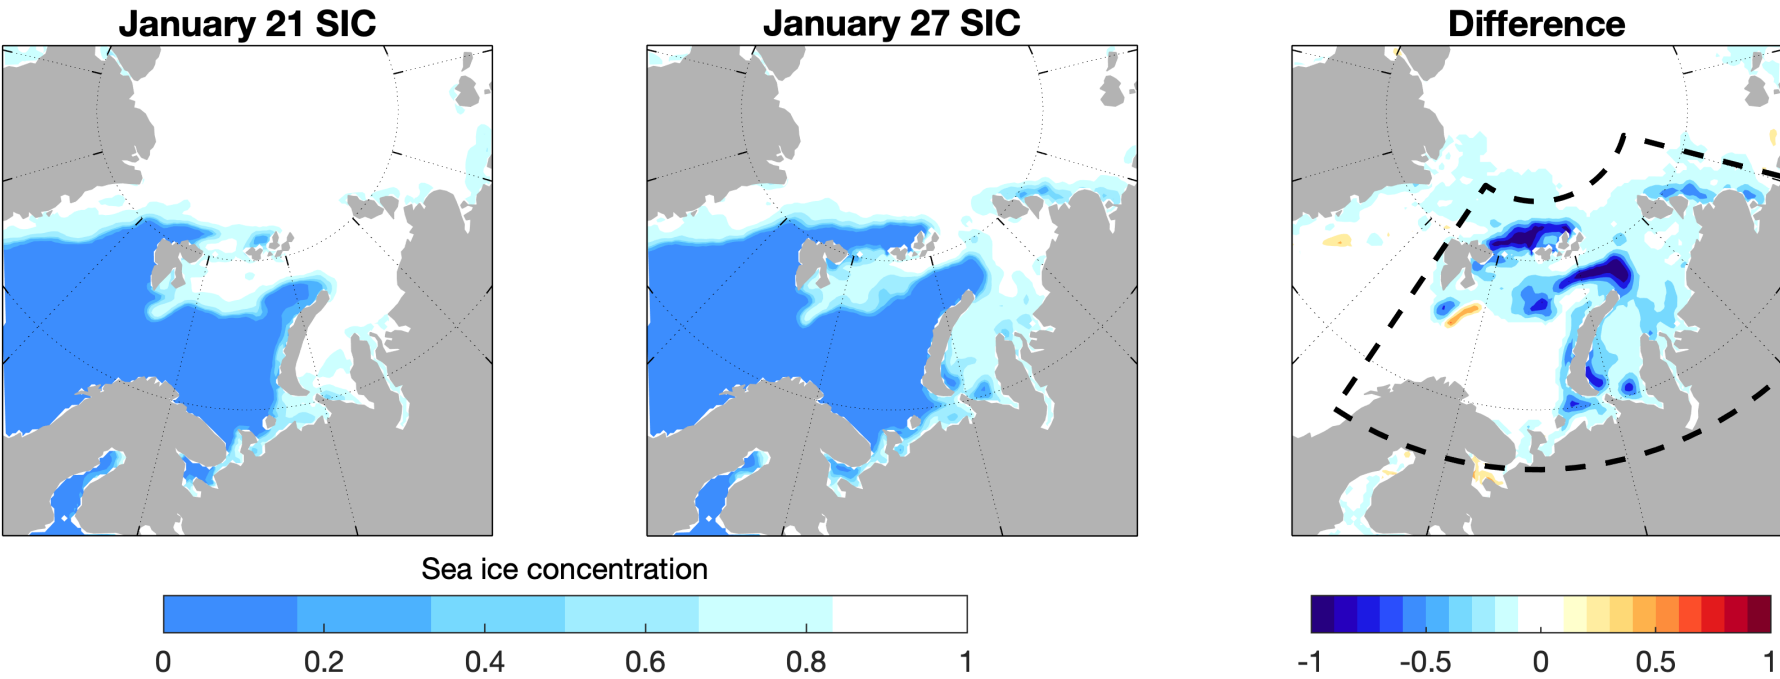 January 21 SIC
January 27 SIC
Difference
Sea ice concentration
0 0.2 0.4 0.6 0.8 1
-1 -0.5 0 0.5 1